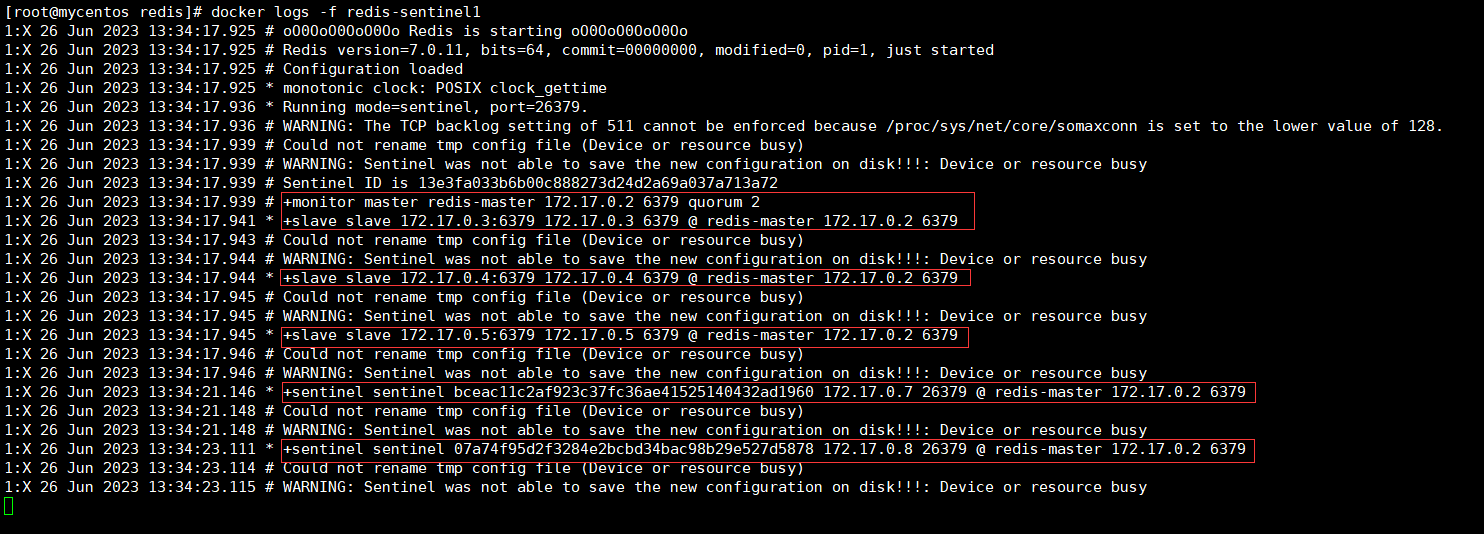 [root@mycentos redis]# docker logs -f redis-sentinel1
1:X 26 Jun 2023 13:34:17.925 # oO0OoO0OoO0Oo Redis is starting oO0OoO0OoO0Oo
1:X 26 Jun 2023 13:34:17.925 # Redis version=7.0.11, bits=64, commit=00000000, modified=0, pid=1, just started
1:X 26 Jun 2023 13:34:17.925 # Configuration loaded
1:X 26 Jun 2023 13:34:17.925 * monotonic clock: POSIX clock_gettime
1:X 26 Jun 2023 13:34:17.936 * Running mode=sentinel, port=26379.
1:X 26 Jun 2023 13:34:17.936 # WARNING: The TCP backlog setting of 511 cannot be enforced because /proc/sys/net/core/somaxconn is set to the lower value of 128.
1:X 26 Jun 2023 13:34:17.939 # Could not rename tmp config file (Device or resource busy)
1:X 26 Jun 2023 13:34:17.939 # WARNING: Sentinel was not able to save the new configuration on disk!!!: Device or resource busy
1:X 26 Jun 2023 13:34:17.939 # Sentinel ID is 13e3fa033b6b00c888273d24d2a69a037a713a72
1:X 26 Jun 2023 13:34:17.939 # +monitor master redis-master 172.17.0.2 6379 quorum 2
1:X 26 Jun 2023 13:34:17.941 * +slave slave 172.17.0.3:6379 172.17.0.3 6379 @ redis-master 172.17.0.2 6379
1:X 26 Jun 2023 13:34:17.943 # Could not rename tmp config file (Device or resource busy)
1:X 26 Jun 2023 13:34:17.944 # WARNING: Sentinel was not able to save the new configuration on disk!!!: Device or resource busy
1:X 26 Jun 2023 13:34:17.944 * +slave slave 172.17.0.4:6379 172.17.0.4 6379 @ redis-master 172.17.0.2 6379
1:X 26 Jun 2023 13:34:17.945 # Could not rename tmp config file (Device or resource busy)
1:X 26 Jun 2023 13:34:17.945 # WARNING: Sentinel was not able to save the new configuration on disk!!!: Device or resource busy
1:X 26 Jun 2023 13:34:17.945 * +slave slave 172.17.0.5:6379 172.17.0.5 6379 @ redis-master 172.17.0.2 6379
1:X 26 Jun 2023 13:34:17.946 # Could not rename tmp config file (Device or resource busy)
1:X 26 Jun 2023 13:34:17.946 # WARNING: Sentinel was not able to save the new configuration on disk!!!: Device or resource busy
1:X 26 Jun 2023 13:34:21.146 * +sentinel sentinel bceac11c2af923c37fc36ae41525140432ad1960 172.17.0.7 26379 @ redis-master 172.17.0.2 6379
1:X 26 Jun 2023 13:34:21.148 # Could not rename tmp config file (Device or resource busy)
1:X 26 Jun 2023 13:34:21.148 # WARNING: Sentinel was not able to save the new configuration on disk!!!: Device or resource busy
1:X 26 Jun 2023 13:34:23.111 * +sentinel sentinel 07a74f95d2f3284e2bcbd34bac98b29e527d5878 172.17.0.8 26379 @ redis-master 172.17.0.2 6379
1:X 26 Jun 2023 13:34:23.114 # Could not rename tmp config file (Device or resource busy)
1:X 26 Jun 2023 13:34:23.115 # WARNING: Sentinel was not able to save the new configuration on disk!!!: Device or resource busy